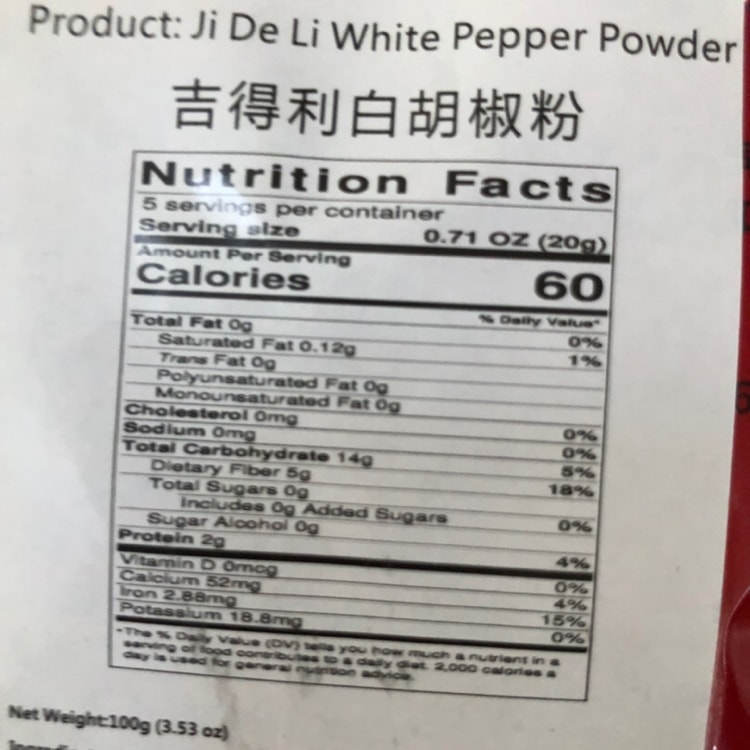 Product: Ji De Li White Pepper Powder
吉得利白胡椒粉
Nutrition Facts
5 servings per container
Serving size 0.71 OZ (20g)
Amount Per Serving
Calories 60
% Daily Value*
Total Fat 0g 0%
Saturated Fat 0.12g 1%
Trans Fat 0g
Polyunsaturated Fat 0g
Monounsaturated Fat 0g
Cholesterol 0mg 0%
Sodium 0mg 0%
Total Carbohydrate 14g 5%
Dietary Fiber 5g 18%
Total Sugars 0g
Includes 0g Added Sugars 0%
Sugar Alcohol 0g
Protein 2g 4%
Vitamin D 0mcg 0%
Calcium 52mg 4%
Iron 2.88mg 15%
Potassium 18.8mg 0%
*The % Daily Value (DV) tells you how much a nutrient in a
serving of food contributes to a daily diet. 2,000 calories a
day is used for general nutrition advice.
Net Weight:100g (3.53 oz)